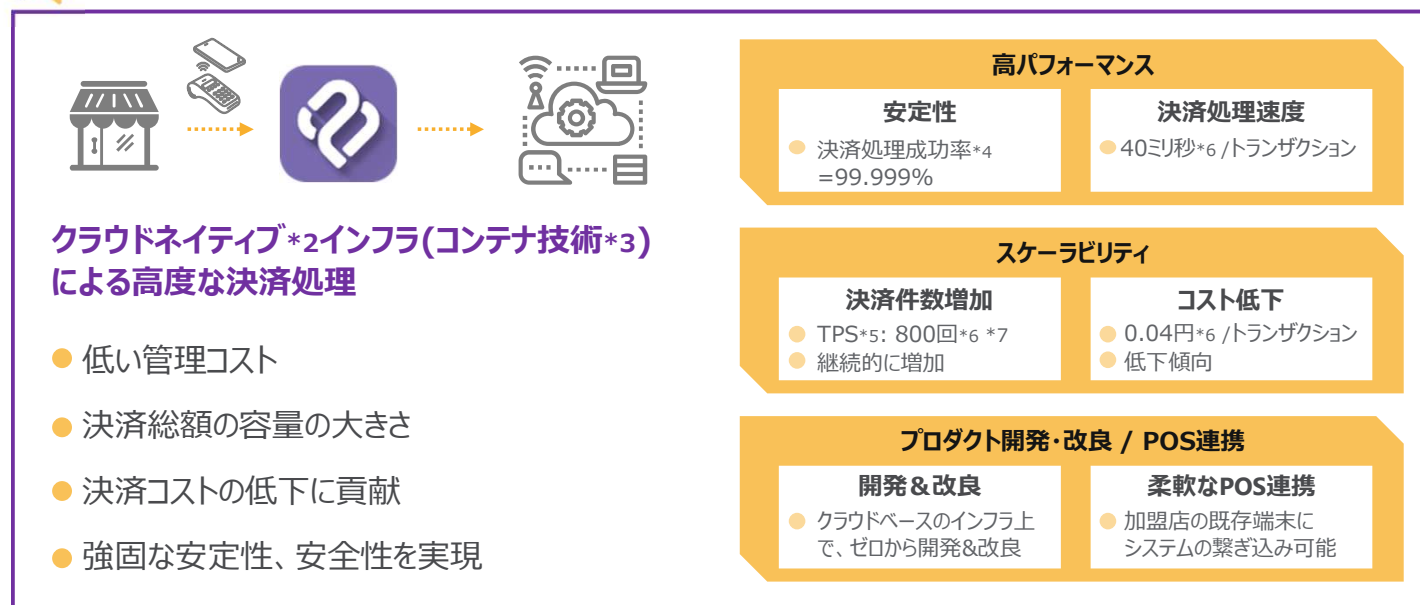 クラウドネイティブ*2インフラ(コンテナ技術*3)
による高度な決済処理
低い管理コスト
決済総額の容量の大きさ
決済コストの低下に貢献
強固な安定性、安全性を実現
高パフォーマンス
安定性
決済処理成功率*4
=99.999%
決済処理速度
40ミリ秒*6 /トランザクション
スケーラビリティ
決済件数増加
TPS*5: 800回*6 *7
継続的に増加
コスト低下
0.04円*6 /トランザクション
低下傾向
プロダクト開発・改良 / POS連携
開発&改良
クラウドベースのインフラ上
で、ゼロから開発&改良
柔軟なPOS連携
加盟店の既存端末に
システムの繋ぎ込み可能